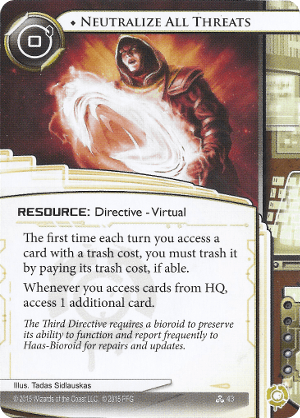 0
• Neutralize All Threats
Resource: Directive - Virtual
The first time each turn you access a
card with a trash cost, you must trash it
by paying its trash cost, if able.
Whenever you access cards from HQ,
access 1 additional card.
The Third Directive requires a bioroid to preserve
its ability to function and report frequently to
Haas-Bioroid for repairs and updates.
Illus. Tadas Sidlauskas
© 2015 Wizards of the Coast LLC. © 2015 FFG
43